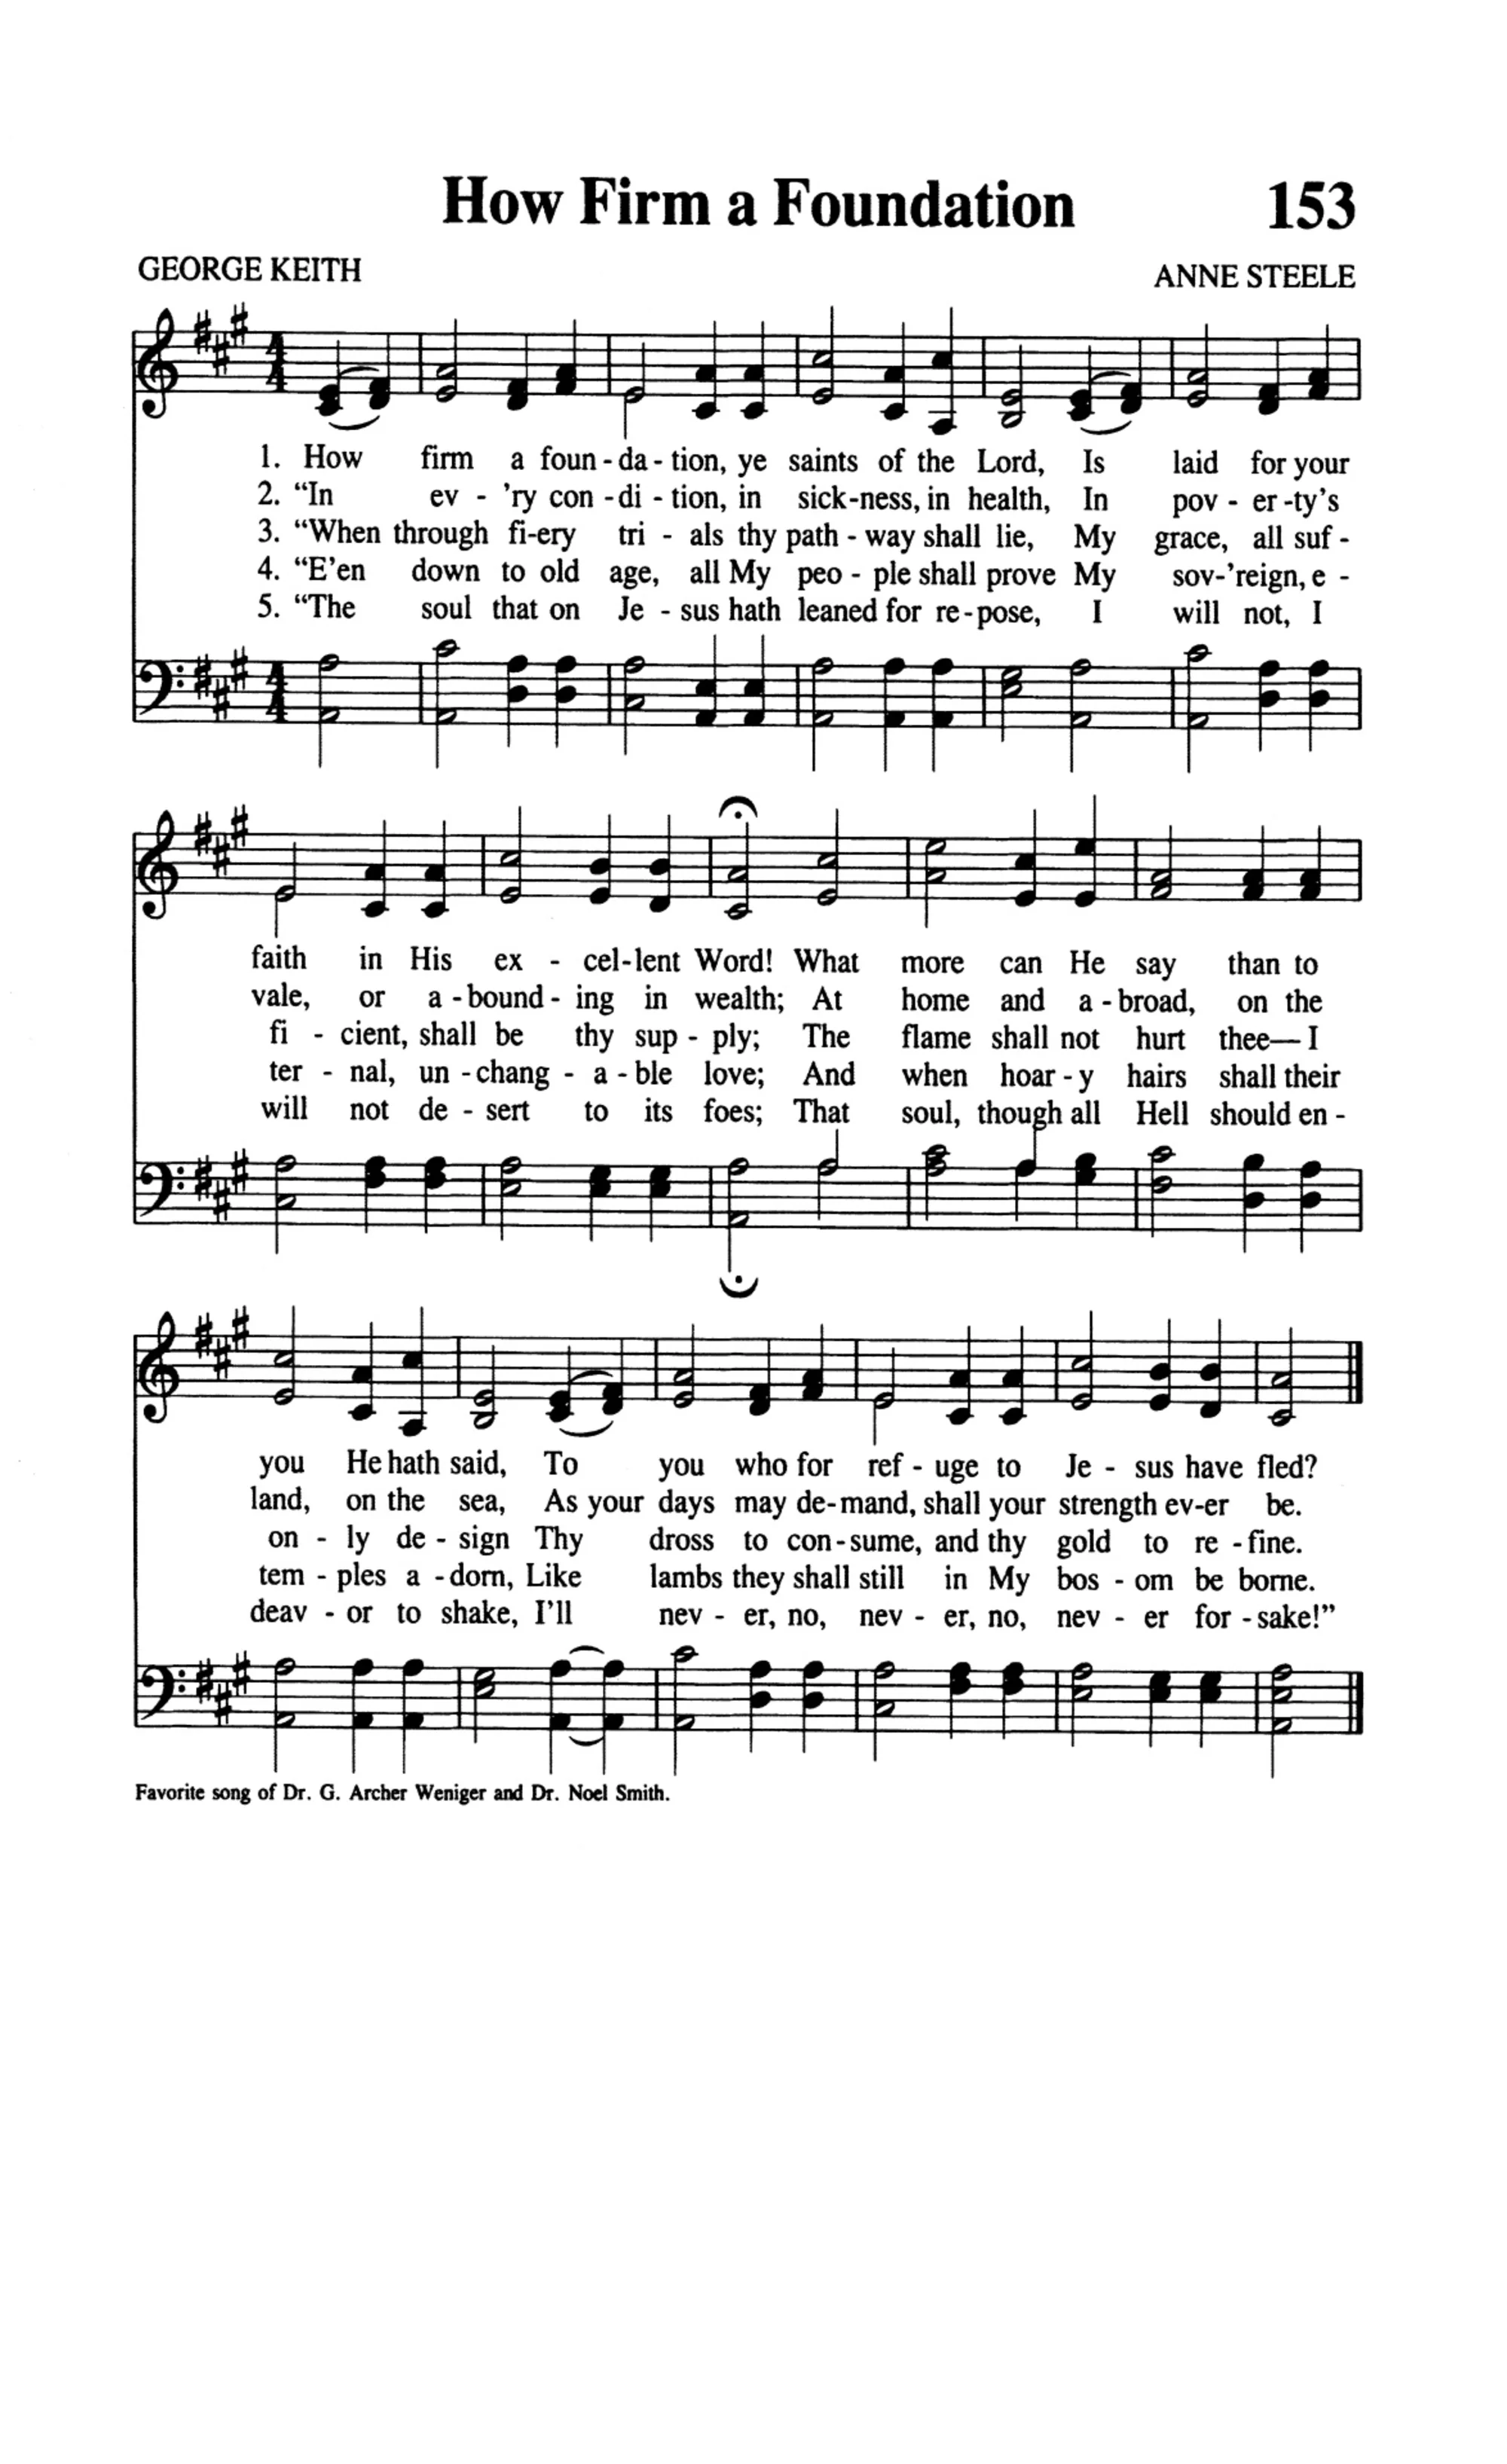 How Firm a Foundation 153
GEORGE KEITH ANNE STEELE
4 4
1. How firm a foun - da - tion, ye saints of the Lord, Is laid for your
2. “In ev - ’ry con - di - tion, in sick - ness, in health, In pov - er - ty’s
3. “When through fi - ery tri - als thy path - way shall lie, My grace, all suf -
4. “E’en down to old age, all My peo - ple shall prove My sov - ’reign, e -
5. “The soul that on Je - sus hath leaned for re - pose, I will not, I
4 4
faith in His ex - cel - lent Word! What more can He say than to
vale, or a - bound - ing in wealth; At home and a - broad, on the
fi - cient, shall be thy sup - ply; The flame shall not hurt thee— I
ter - nal, un - chang - a - ble love; And when hoar - y hairs shall their
will not de - sert to its foes; That soul, though all Hell should en -
you He hath said, To you who for ref - uge to Je - sus have fled?
land, on the sea, As your days may de - mand, shall your strength ev - er be.
on - ly de - sign Thy dross to con - sume, and thy gold to re - fine.
tem - ples a - dorn, Like lambs they shall still in My bos - om be borne.
deav - or to shake, I’ll nev - er, no, nev - er, no, nev - er for - sake!”
Favorite song of Dr. G. Archer Weniger and Dr. Noel Smith.